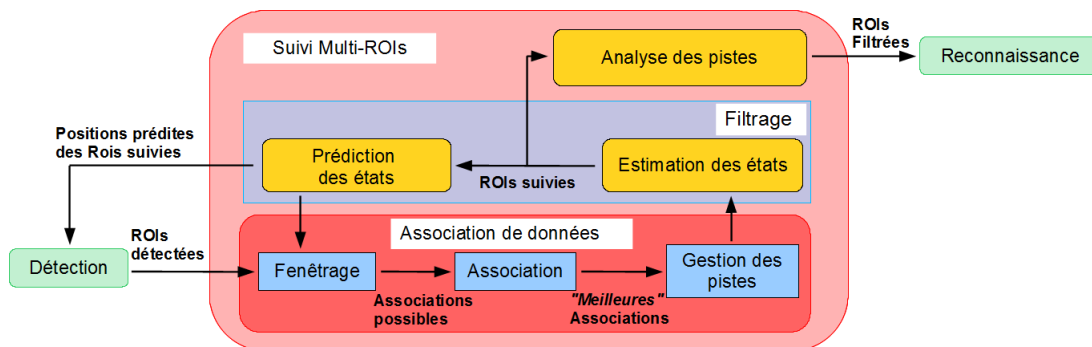 Suivi Multi-ROIs
Analyse des pistes
ROIs
Filtrées
Reconnaissance
Filtrage
Positions prédites
des Rois suivies
Prédiction
des états
ROIs suivies
Estimation des états
Association de données
ROIs
détectées
Détection
Fenêtrage
Association
Gestion des
pistes
Associations
possibles
"Meilleures"
Associations